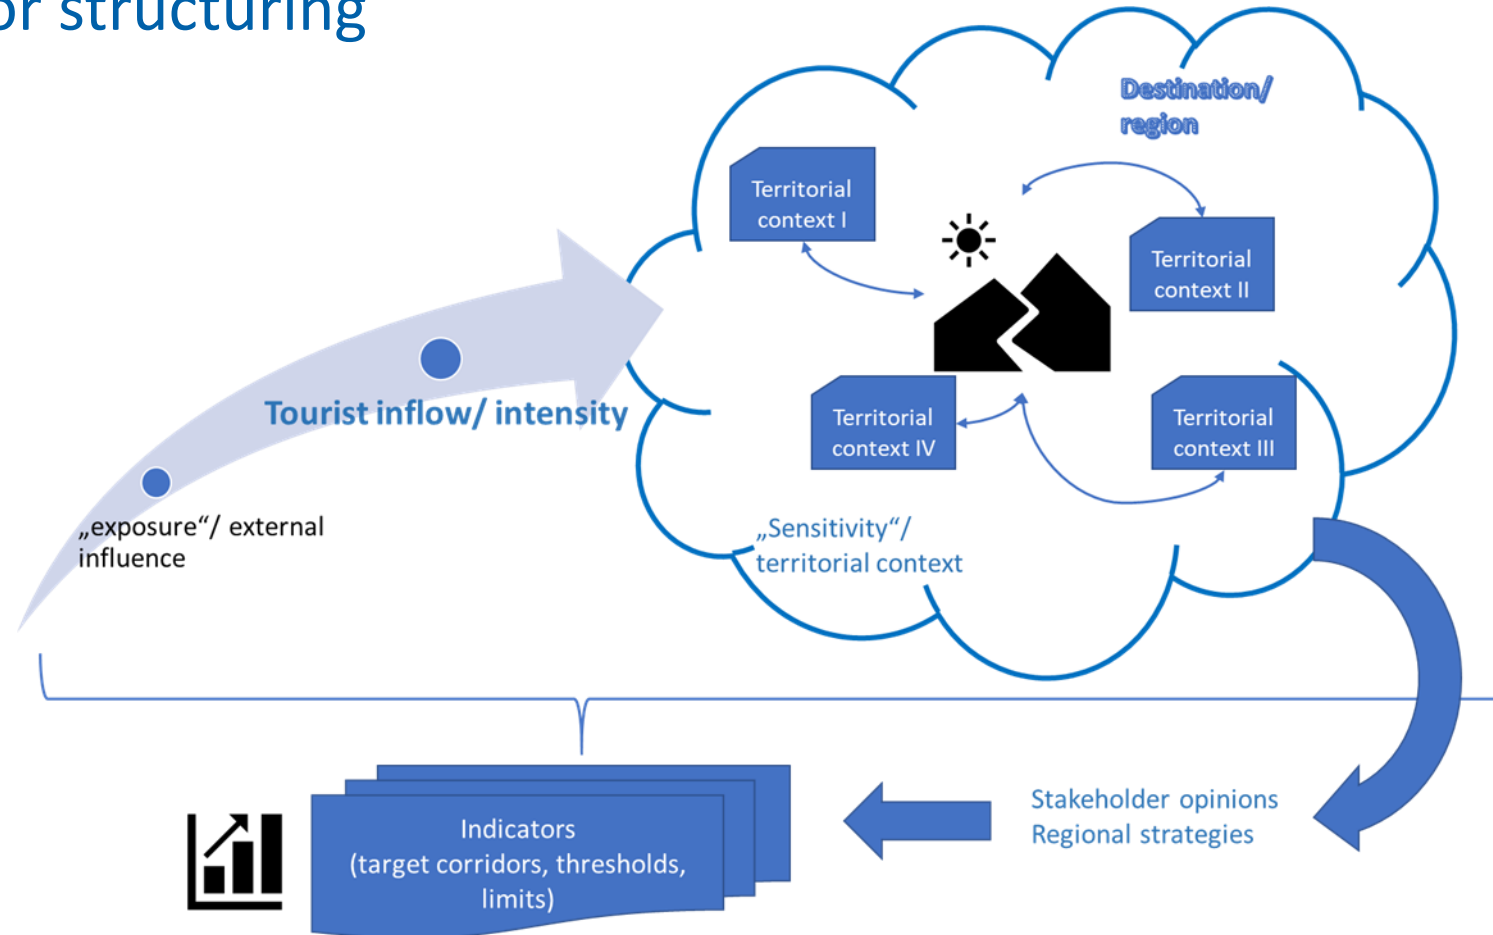 or structuring
Destination/
region
Territorial
context I
Territorial
context II
Tourist inflow/ intensity
Territorial
context IV
Territorial
context III
„exposure“/ external
influence
„Sensitivity“/
territorial context
Indicators
(target corridors, thresholds,
limits)
Stakeholder opinions
Regional strategies